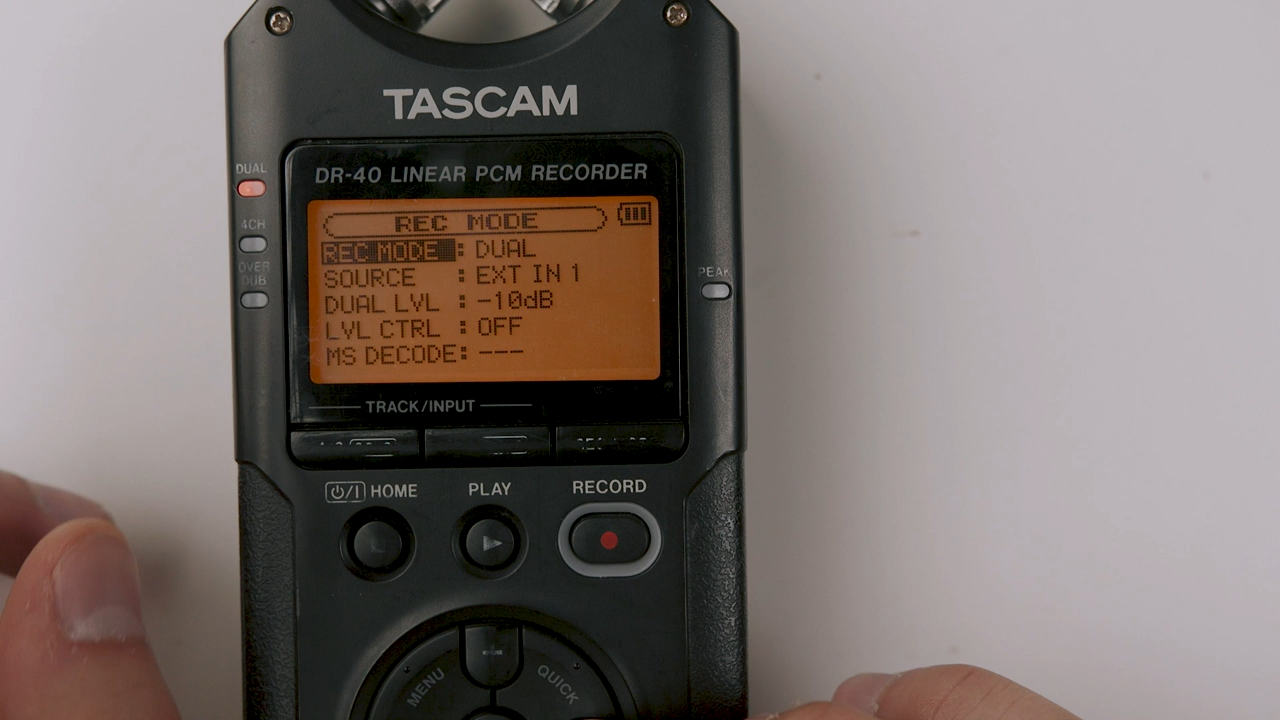 TASCAM
DR-40 LINEAR PCM RECORDER
DUAL
4CH
OVER
DUB
PEAK
REC MODE
REC MODE : DUAL
SOURCE : EXT IN 1
DUAL LVL : -10dB
LVL CTRL : OFF
MS DECODE: ---
TRACK/INPUT
HOME
PLAY
RECORD
MENU
QUICK